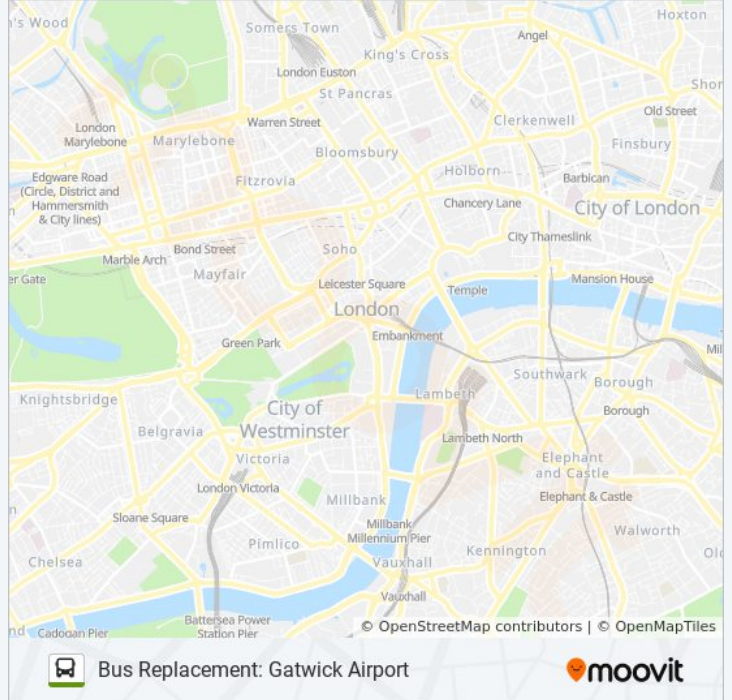 's Wood
Somers Town
Hoxton
Angel
King's Cross
London Euston
St Pancras
Shor
Old Street
Warren Street
Clerkenwell
London
Marylebone
Marylebone
Finsbury
Bloomsbury
Holborn
Edgware Road
(Circle, District and
Hammersmith
& City lines)
Fitzrovia
Barbican
n
Chancery Lane
City of London
City Thameslink
Bond Street
Soho
Marble Arch
Mayfair
er Gate
Leicester Square
Temple
Mansion House
London
Embankment
Green Park
Mil
Southwark
Borough
Knightsbridge
Lambeth
City of
Westminster
Borough
Belgravia
Lambeth North
Victoria
Elephant
and Castle
London Victoria
Elephant & Castle
Millbank
n
Sloane Square
Millbank
Millennium Pier
Walworth
Pimlico
Kennington
Old
Chelsea
Vauxhall
Vauxhall
Battersea Power
Station Pier
nd
Cadogan Pier
© OpenStreetMap contributors | © OpenMapTiles
Bus Replacement: Gatwick Airport
moovit